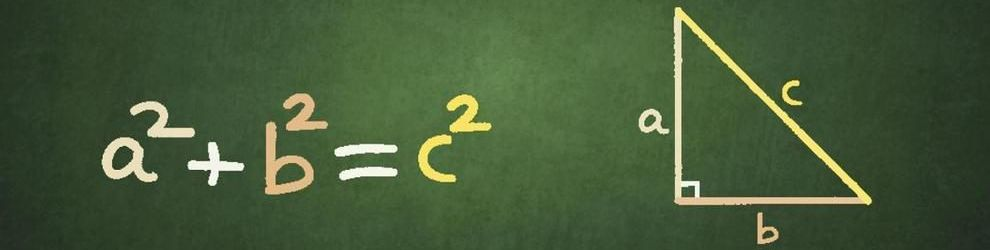 a² + b² = c²
a
c
b